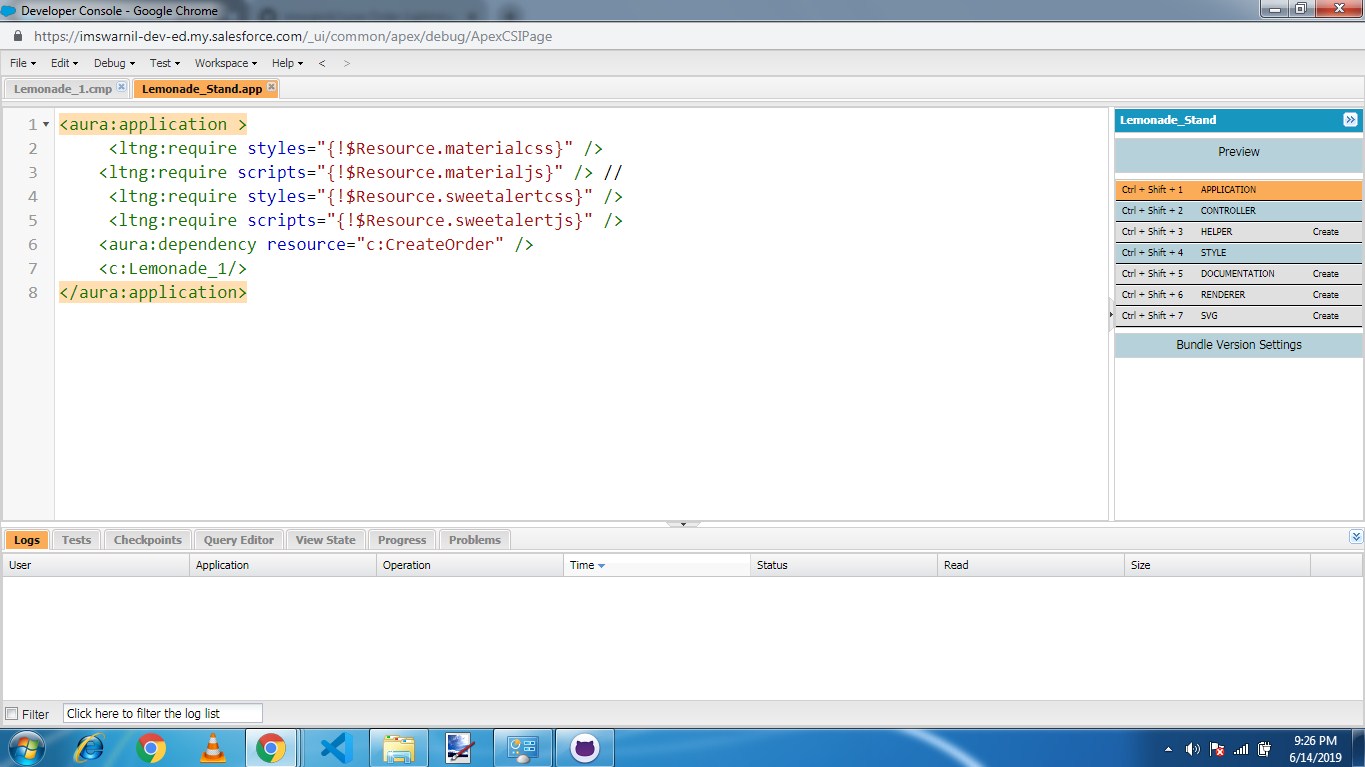 Developer Console - Google Chrome
https://imswarnil-dev-ed.my.salesforce.com/_ui/common/apex/debug/ApexCSIPage
File Edit Debug Test Workspace Help < >
Lemonade_1.cmp Lemonade_Stand.app
1 <aura:application >
2 <ltng:require styles="{!$Resource.materialcss}" />
3 <ltng:require scripts="{!$Resource.materialjs}" /> //
4 <ltng:require styles="{!$Resource.sweetalertcss}" />
5 <ltng:require scripts="{!$Resource.sweetalertjs}" />
6 <aura:dependency resource="c:CreateOrder" />
7 <c:Lemonade_1/>
8 </aura:application>
Lemonade_Stand
Preview
Ctrl + Shift + 1 APPLICATION
Ctrl + Shift + 2 CONTROLLER
Ctrl + Shift + 3 HELPER Create
Ctrl + Shift + 4 STYLE
Ctrl + Shift + 5 DOCUMENTATION Create
Ctrl + Shift + 6 RENDERER Create
Ctrl + Shift + 7 SVG Create
Bundle Version Settings
Logs Tests Checkpoints Query Editor View State Progress Problems
User Application Operation Time Status Read Size
Filter Click here to filter the log list
9:26 PM
6/14/2019